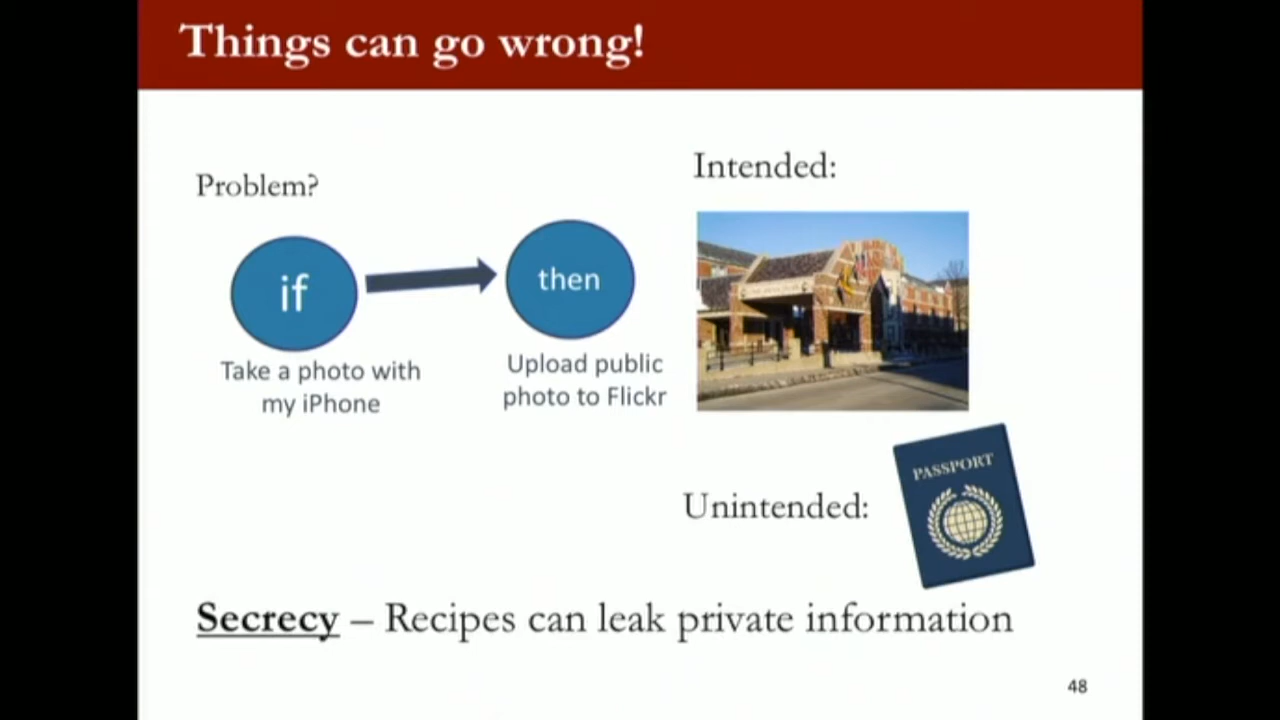 Things can go wrong!
Problem?
Intended:
if
then
Take a photo with
my iPhone
Upload public
photo to Flickr
PASSPORT
Unintended:
Secrecy – Recipes can leak private information
48